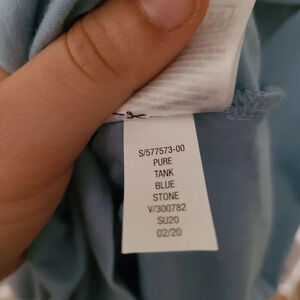 S/577573-00
PURE
TANK
BLUE
STONE
V/300782
SU20
02/20